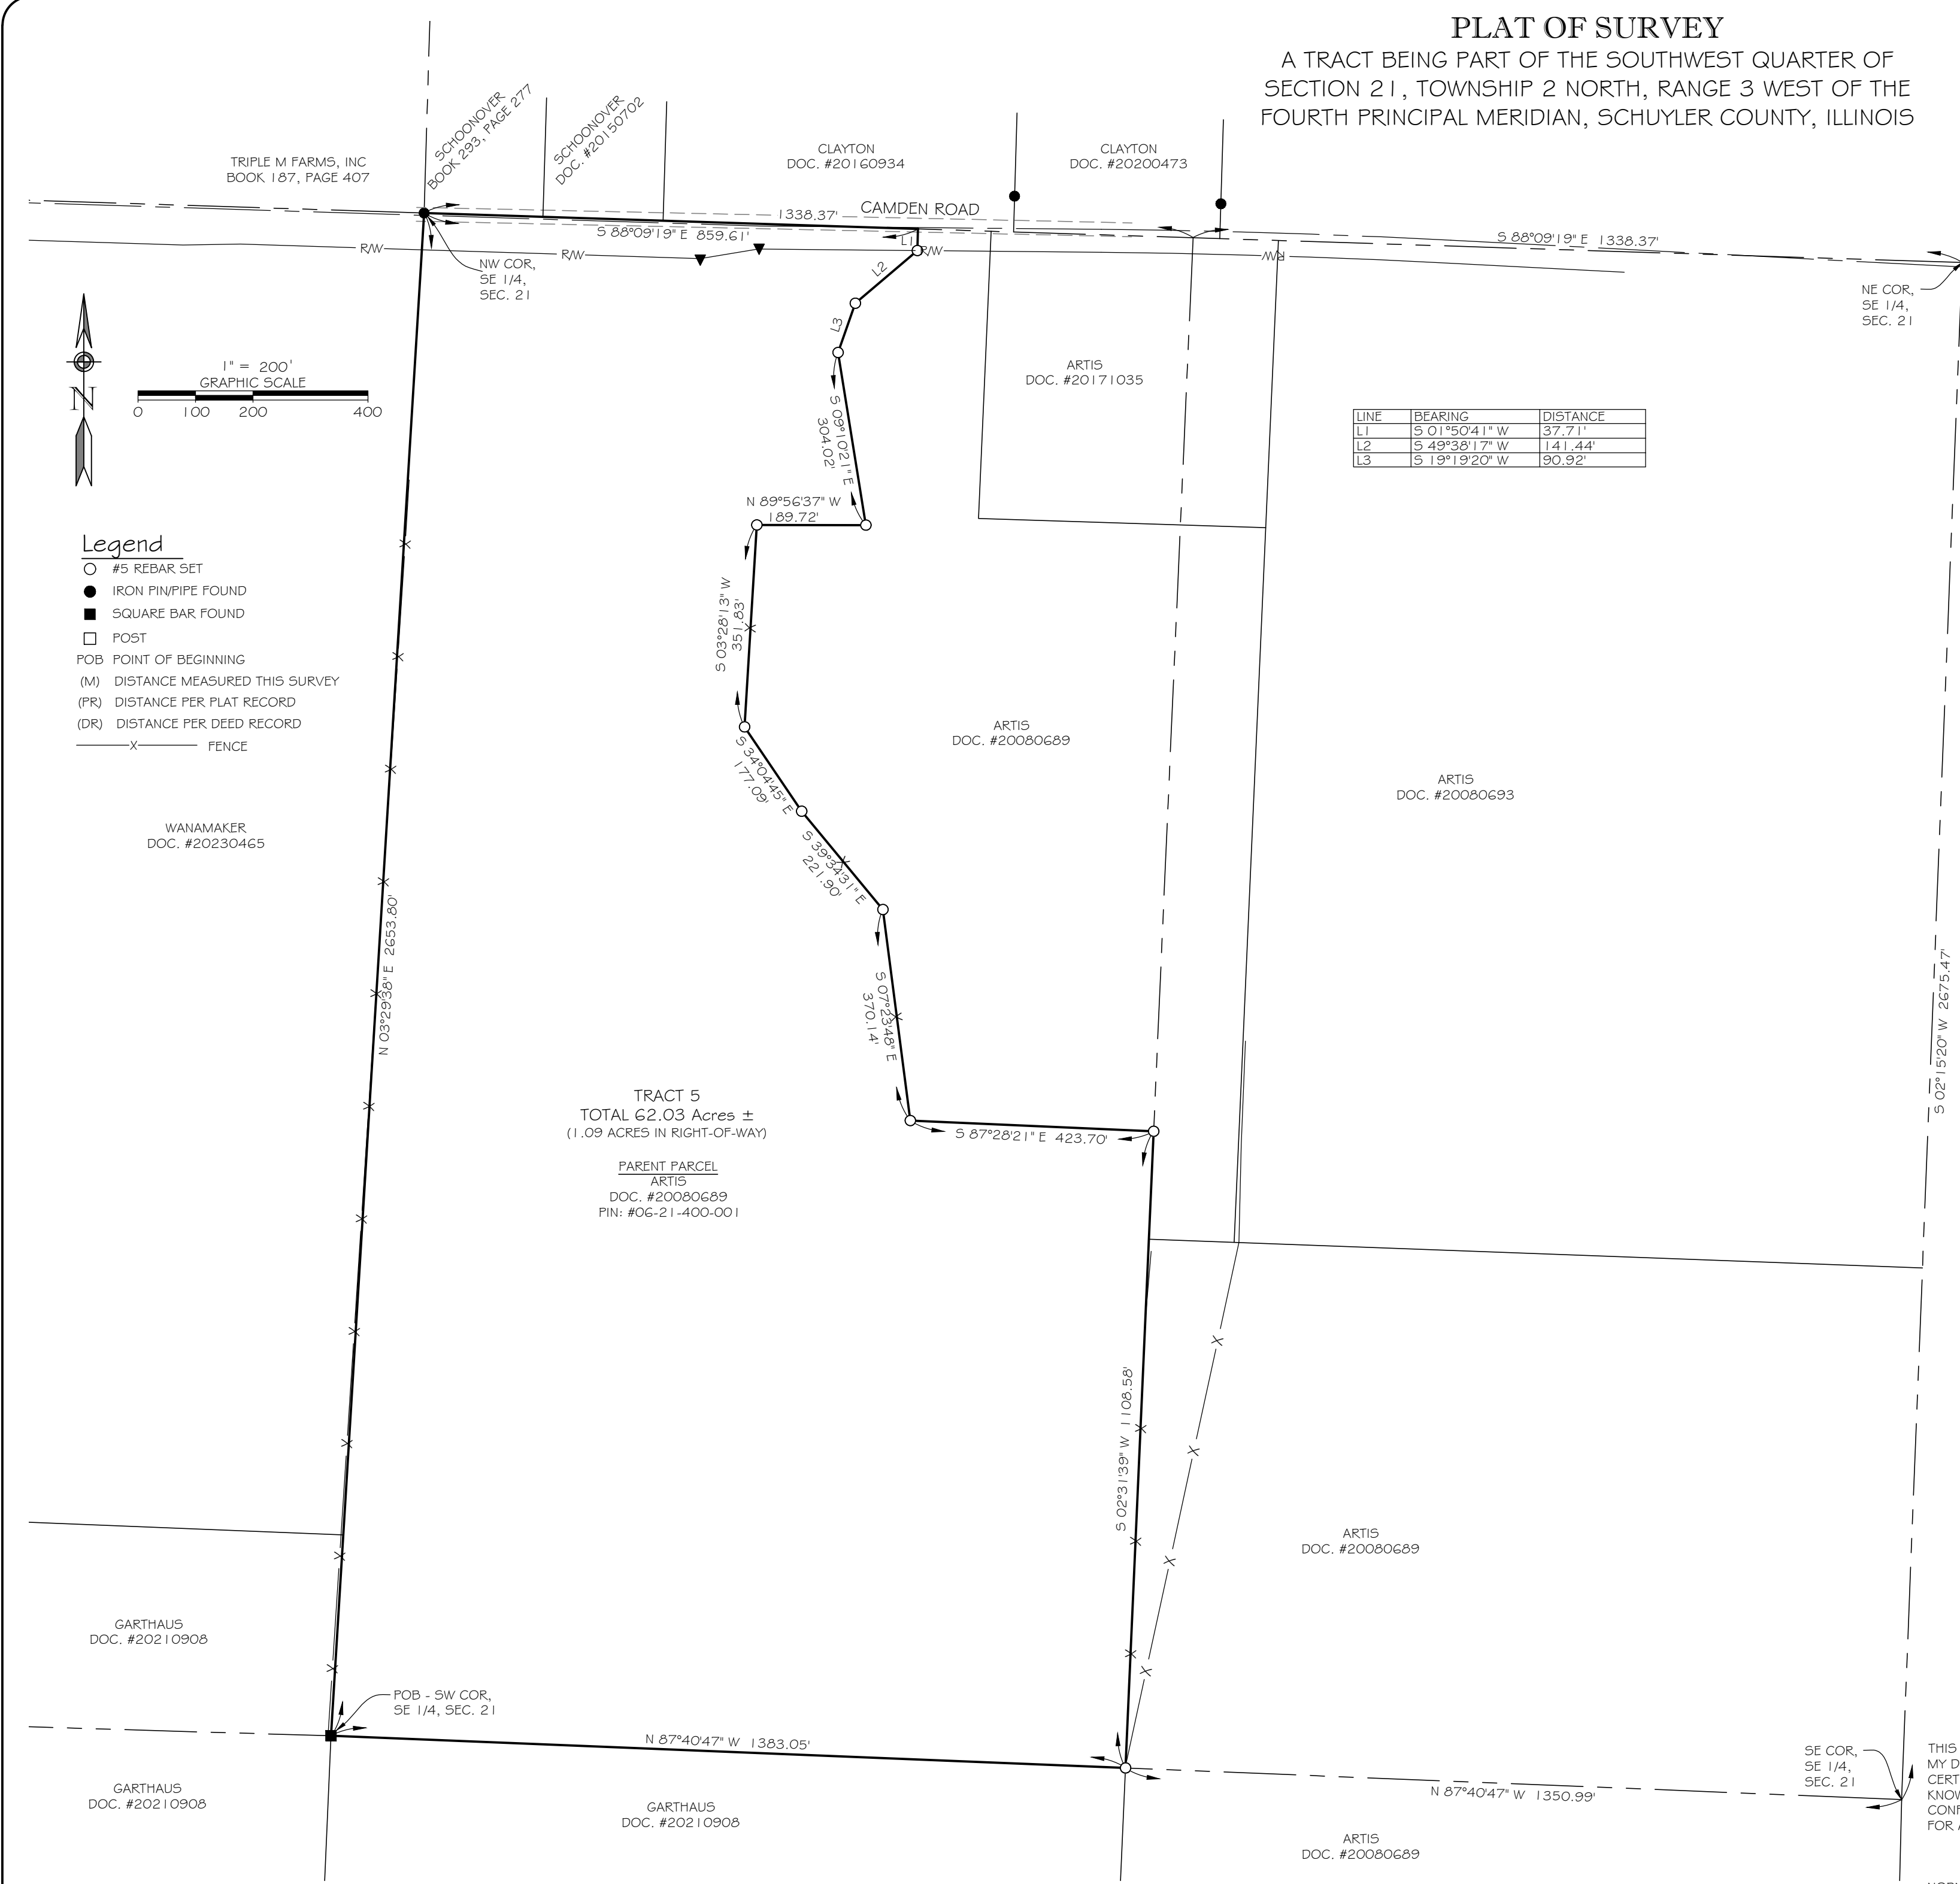 PLAT OF SURVEY
A TRACT BEING PART OF THE SOUTHWEST QUARTER OF
SECTION 21, TOWNSHIP 2 NORTH, RANGE 3 WEST OF THE
FOURTH PRINCIPAL MERIDIAN, SCHUYLER COUNTY, ILLINOIS
TRIPLE M FARMS, INC
BOOK 187, PAGE 407
SCHOONOVER
BOOK 293, PAGE 277
SCHOONOVER
DOC. #20150702
CLAYTON
DOC. #20160934
CLAYTON
DOC. #20200473
1338.37'
CAMDEN ROAD
S 88°09'19" E 859.61'
S 88°09'19" E 1338.37'
R/W
R/W
R/W
R/W
L1
L2
L3
NW COR,
SE 1/4,
SEC. 21
NE COR,
SE 1/4,
SEC. 21
N
1" = 200'
GRAPHIC SCALE
0 100 200 400
ARTIS
DOC. #20171035
LINE BEARING DISTANCE
L1 S 01°50'41" W 37.71'
L2 S 49°38'17" W 141.44'
L3 S 19°19'20" W 90.92'
S 09°10'21" E
304.02'
N 89°56'37" W
189.72'
Legend
#5 REBAR SET
IRON PIN/PIPE FOUND
SQUARE BAR FOUND
POST
POB POINT OF BEGINNING
(M) DISTANCE MEASURED THIS SURVEY
(PR) DISTANCE PER PLAT RECORD
(DR) DISTANCE PER DEED RECORD
X FENCE
S 03°28'13" W
351.83'
ARTIS
DOC. #20080689
ARTIS
DOC. #20080693
S 34°04'45" E
177.09'
WANAMAKER
DOC. #20230465
S 39°34'31" E
221.90'
N 03°29'38" E 2653.80'
S 07°23'48" E
370.14'
S 02°15'20" W 2675.47'
TRACT 5
TOTAL 62.03 Acres ±
(1.09 ACRES IN RIGHT-OF-WAY)
PARENT PARCEL
ARTIS
DOC. #20080689
PIN: #06-21-400-001
S 87°28'21" E 423.70'
S 02°31'39" W 1108.58'
ARTIS
DOC. #20080689
GARTHAUS
DOC. #20210908
POB - SW COR,
SE 1/4, SEC. 21
N 87°40'47" W 1383.05'
N 87°40'47" W 1350.99'
SE COR,
SE 1/4,
SEC. 21
THIS
MY D
CERT
KNOW
CONF
FOR A
GARTHAUS
DOC. #20210908
GARTHAUS
DOC. #20210908
ARTIS
DOC. #20080689